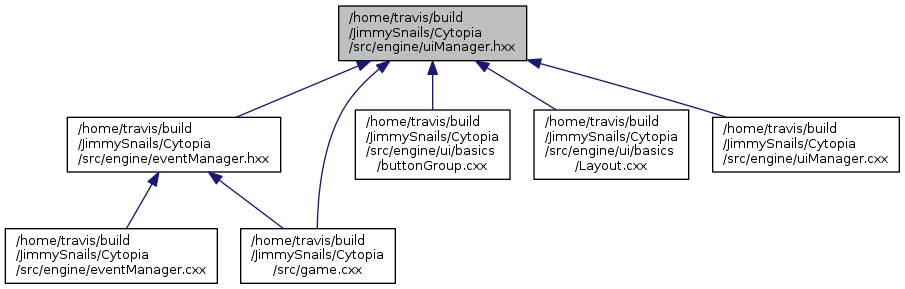 /home/travis/build
/JimmySnails/Cytopia
/src/engine/uiManager.hxx
/home/travis/build
/JimmySnails/Cytopia
/src/engine/eventManager.hxx
/home/travis/build
/JimmySnails/Cytopia
/src/engine/ui/basics
/buttonGroup.cxx
/home/travis/build
/JimmySnails/Cytopia
/src/engine/ui/basics
/Layout.cxx
/home/travis/build
/JimmySnails/Cytopia
/src/engine/uiManager.cxx
/home/travis/build
/JimmySnails/Cytopia
/src/engine/eventManager.cxx
/home/travis/build
/JimmySnails/Cytopia
/src/game.cxx